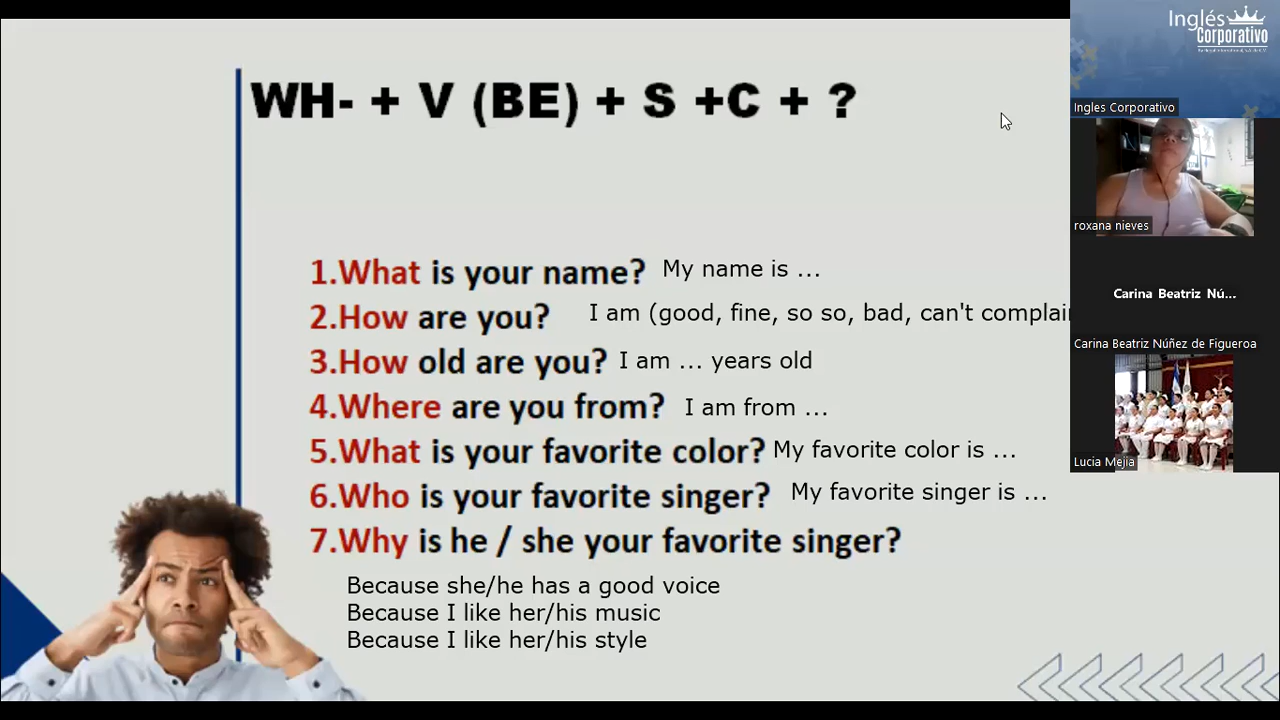 WH- + V (BE) + S +C + ?
1.What is your name? My name is ...
2.How are you? I am (good, fine, so so, bad, can't complain
3.How old are you? I am ... years old
4.Where are you from? I am from ...
5.What is your favorite color? My favorite color is ...
6.Who is your favorite singer? My favorite singer is ...
7.Why is he / she your favorite singer?
Because she/he has a good voice
Because I like her/his music
Because I like her/his style
Inglés
Corporativo
Ingles Corporativo
roxana nieves
Carina Beatriz Nú...
Carina Beatriz Núñez de Figueroa
Lucia Mejia